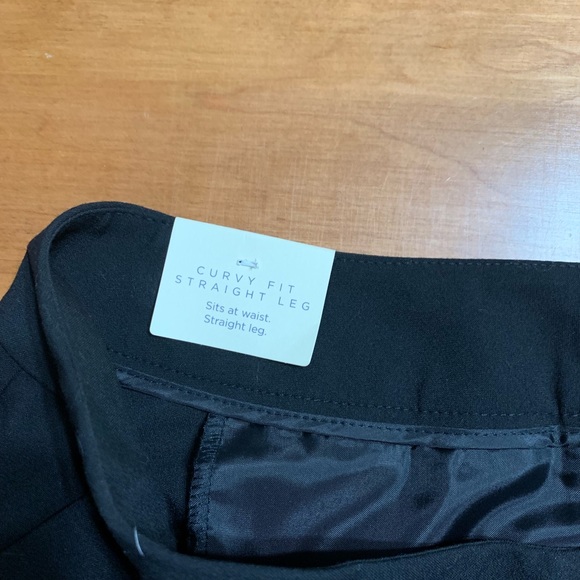 CURVY FIT
STRAIGHT LEG
Sits at waist.
Straight leg.